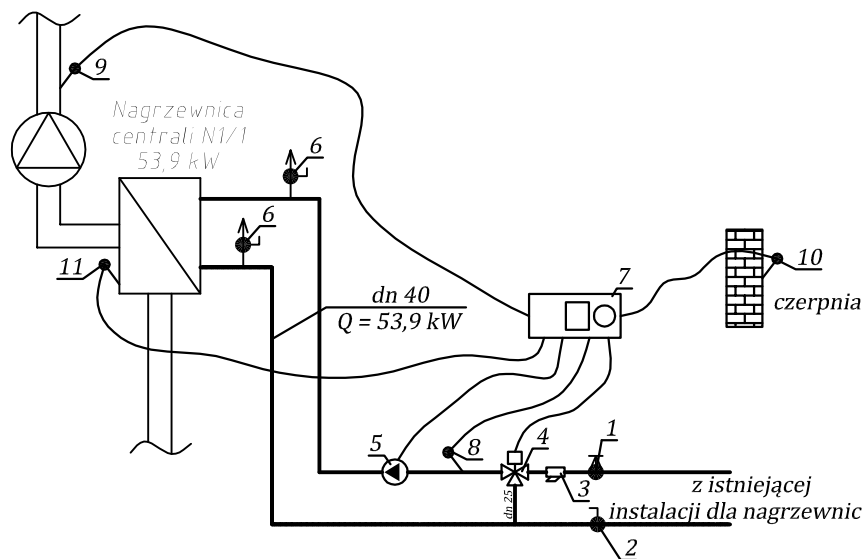 9
Nagrzewnica
centrali N1/1
53,9 kW
6
6
11
dn 40
Q = 53,9 kW
7
10
czerpnia
5
8
4
1
3
dn 25
z istniejącej
instalacji dla nagrzewnic
2